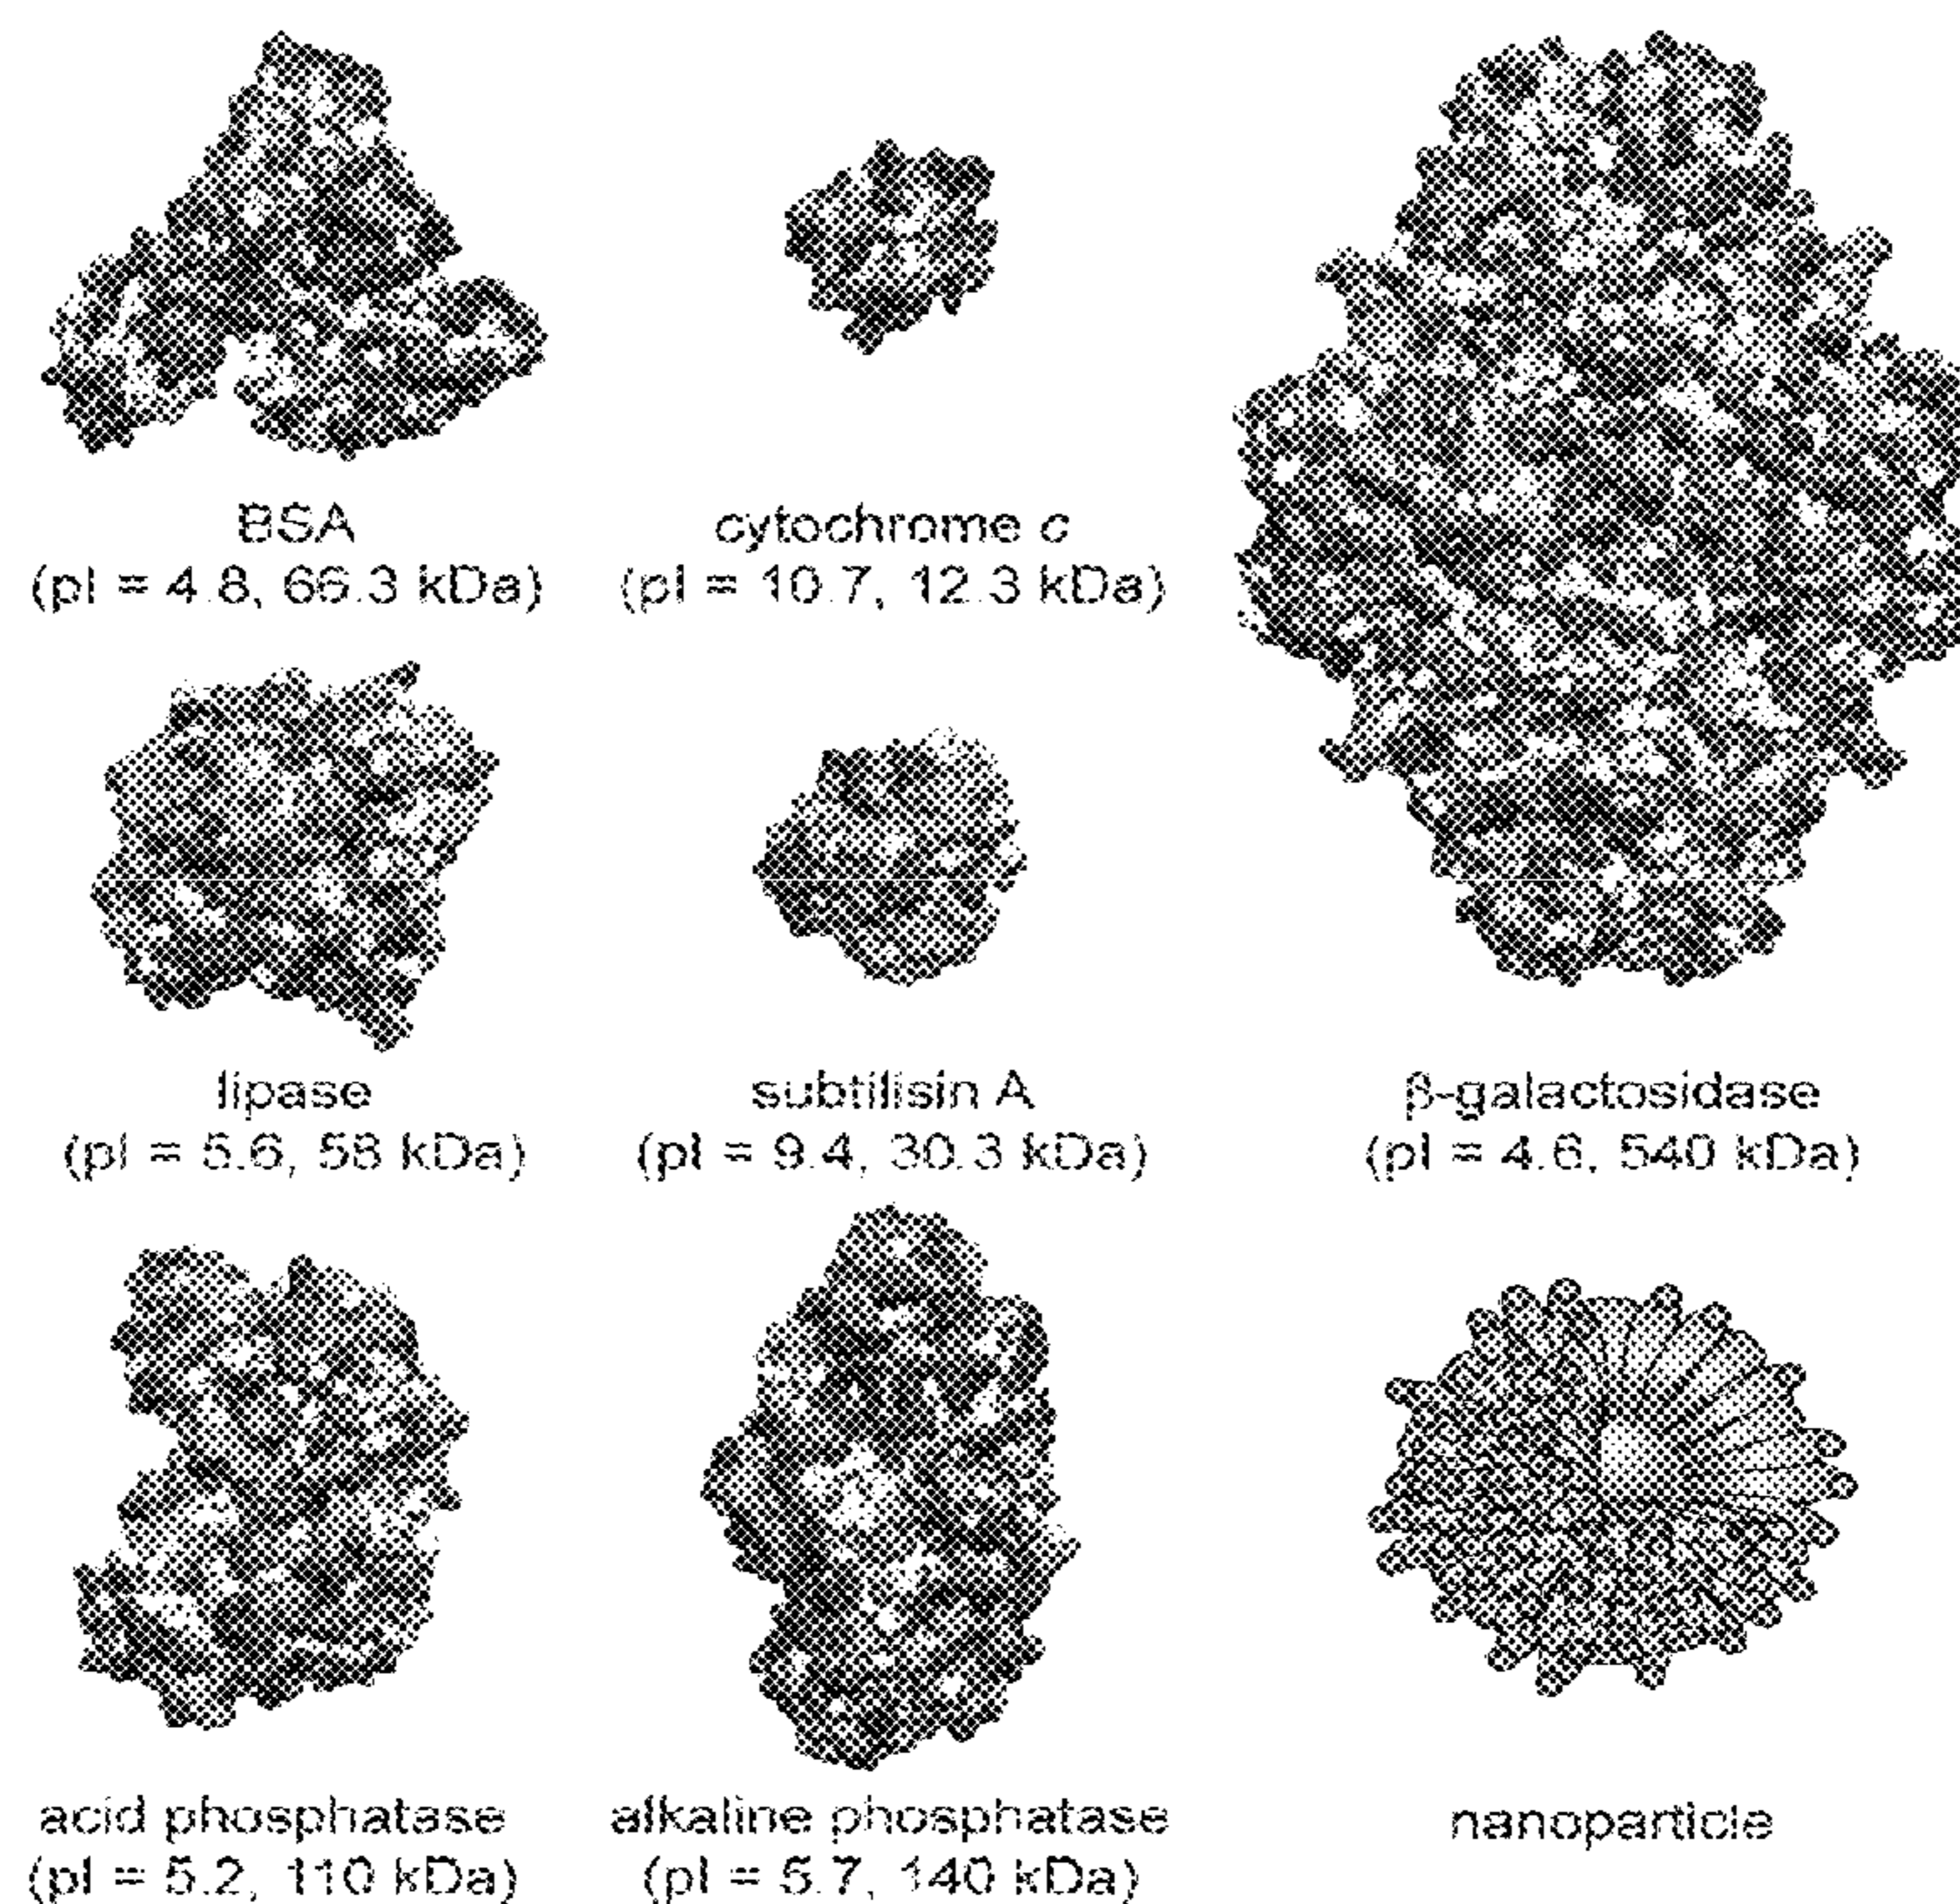 BSA
(pI = 4.8, 66.3 kDa)
cytochrome c
(pI = 10.7, 12.3 kDa)
lipase
(pI = 5.6, 58 kDa)
subtilisin A
(pI = 9.4, 30.3 kDa)
β-galactosidase
(pI = 4.6, 540 kDa)
acid phosphatase
(pI = 5.2, 110 kDa)
alkaline phosphatase
(pI = 5.7, 140 kDa)
nanoparticle